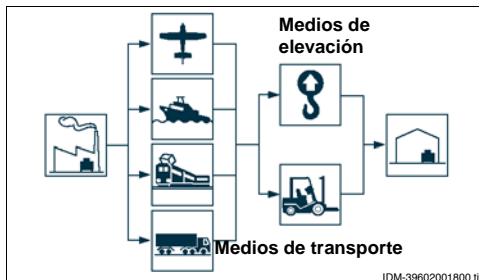 Medios de
elevación
Medios de transporte
IDM-39602001800.ti